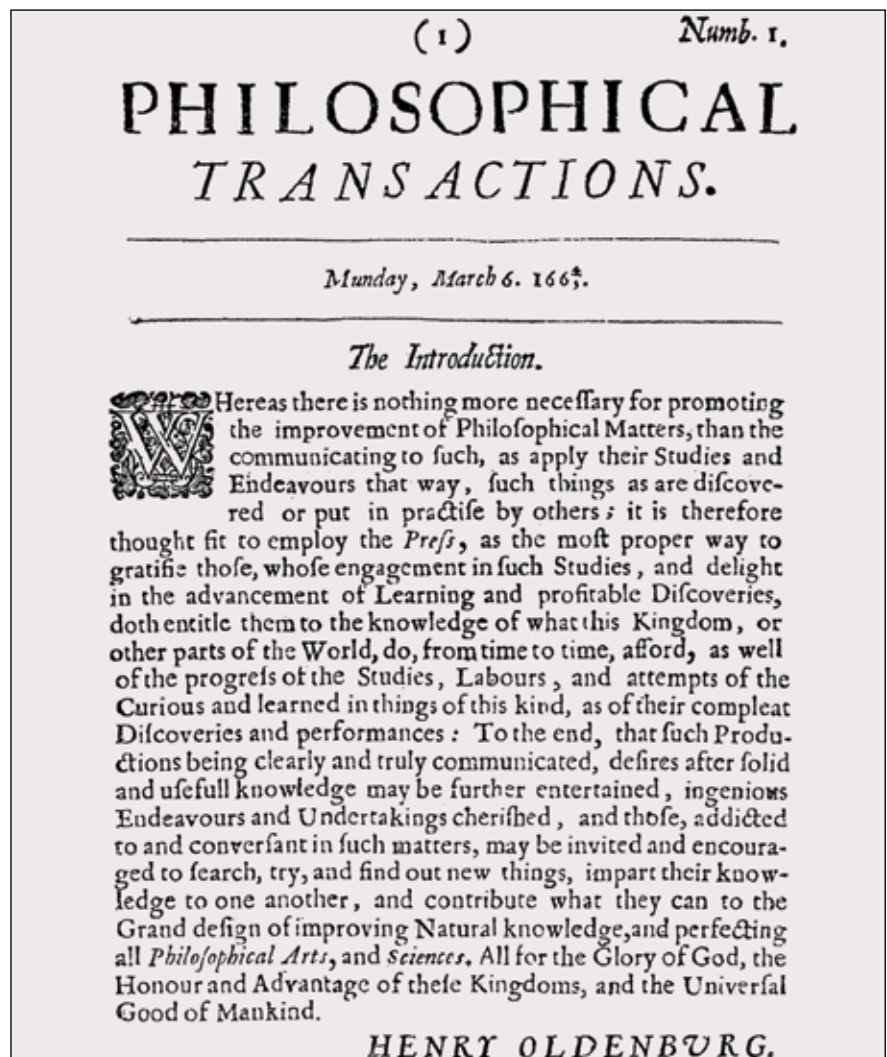 (1)
Numb. 1.
PHILOSOPHICAL
TRANSACTIONS.
Munday, March 6. 166⁴⁄₅.
The Introduction.
WHereas there is nothing more neceſſary for promoting
the improvement of Philoſophical Matters, than the
communicating to ſuch, as apply their Studies and
Endeavours that way, ſuch things as are diſcove-
red or put in practiſe by others; it is therefore
thought fit to employ the Preſs, as the moſt proper way to
gratifie thoſe, whoſe engagement in ſuch Studies, and delight
in the advancement of Learning and profitable Diſcoveries,
doth entitle them to the knowledge of what this Kingdom, or
other parts of the World, do, from time to time, afford, as well
of the progreſs of the Studies, Labours, and attempts of the
Curious and learned in things of this kind, as of their compleat
Diſcoveries and performances: To the end, that ſuch Produ-
ctions being clearly and truly communicated, deſires after ſolid
and uſefull knowledge may be further entertained, ingenious
Endeavours and Undertakings cheriſhed, and thoſe, addicted
to and converſant in ſuch matters, may be invited and encoura-
ged to ſearch, try, and find out new things, impart their know-
ledge to one another, and contribute what they can to the
Grand deſign of improving Natural knowledge, and perfecting
all Philoſophical Arts, and Sciences. All for the Glory of God, the
Honour and Advantage of theſe Kingdoms, and the Univerſal
Good of Mankind.
HENRY OLDENBURG.